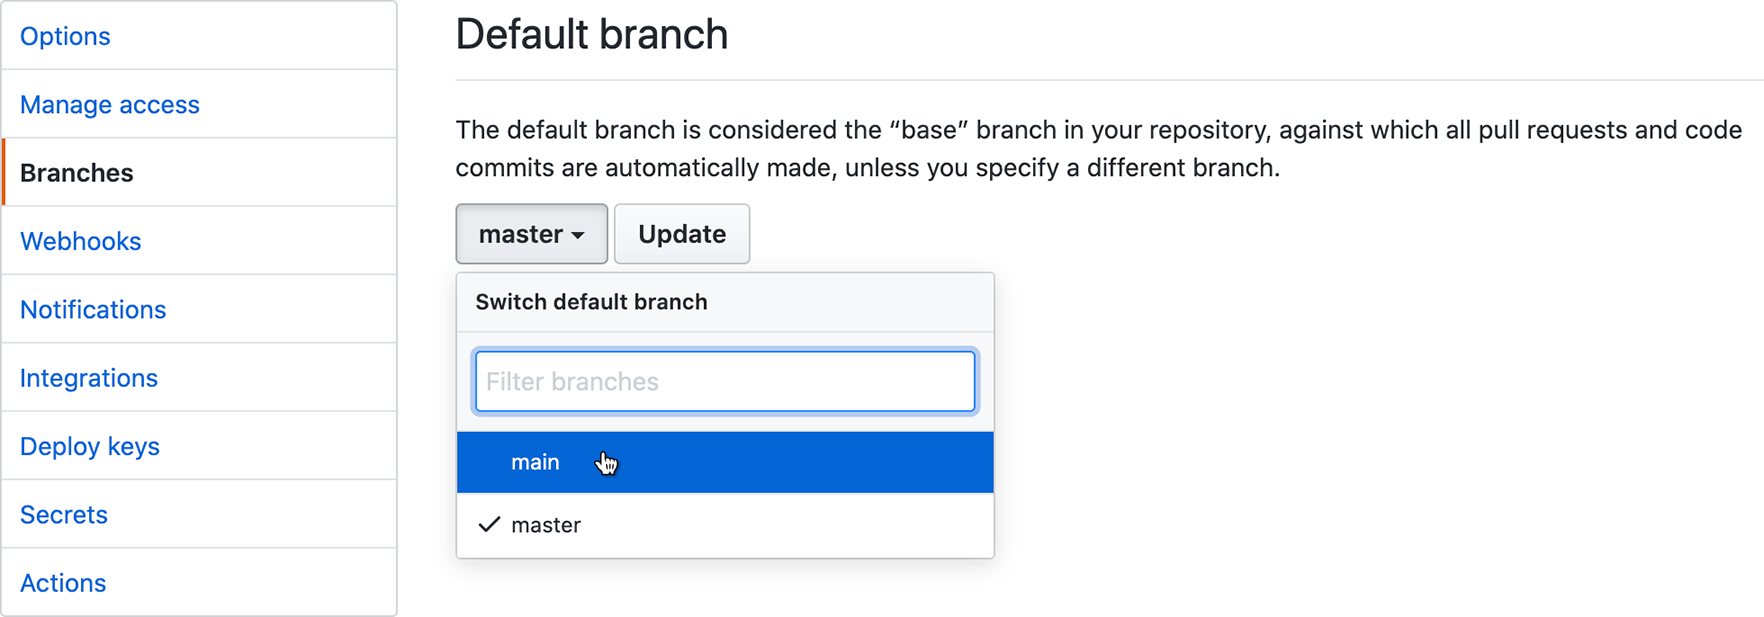 Options
Manage access
Branches
Webhooks
Notifications
Integrations
Deploy keys
Secrets
Actions
Default branch
The default branch is considered the “base” branch in your repository, against which all pull requests and code
commits are automatically made, unless you specify a different branch.
master Update
Switch default branch
Filter branches
main
master